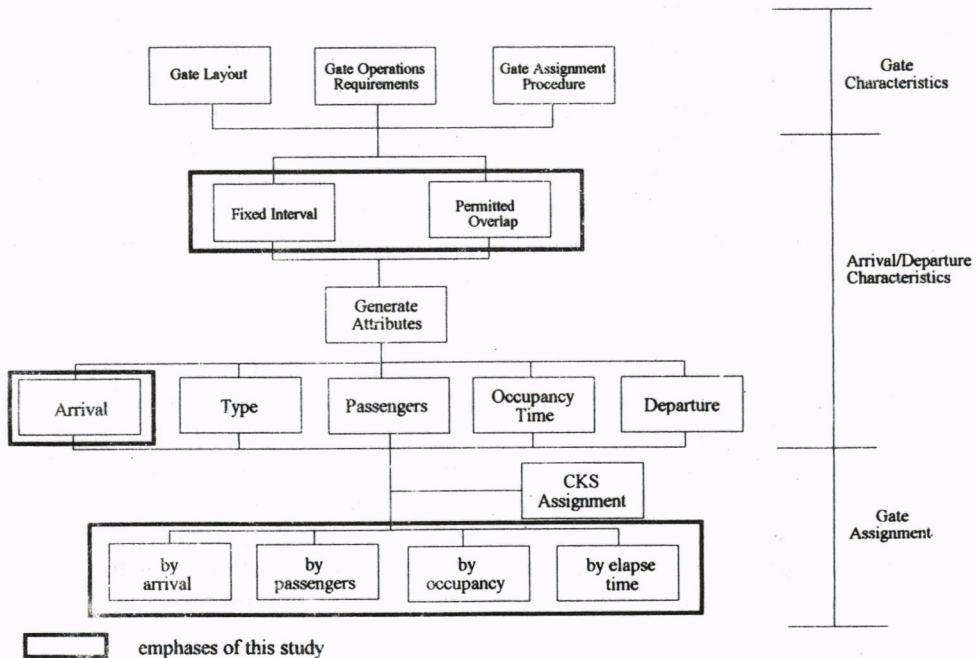 Gate Layout
Gate Operations
Requirements
Gate Assignment
Procedure
Gate
Characteristics
Fixed Interval
Permitted
Overlap
Arrival/Departure
Characteristics
Generate
Attributes
Arrival
Type
Passengers
Occupancy
Time
Departure
CKS
Assignment
Gate
Assignment
by
arrival
by
passengers
by
occupancy
by elapse
time
emphases of this study